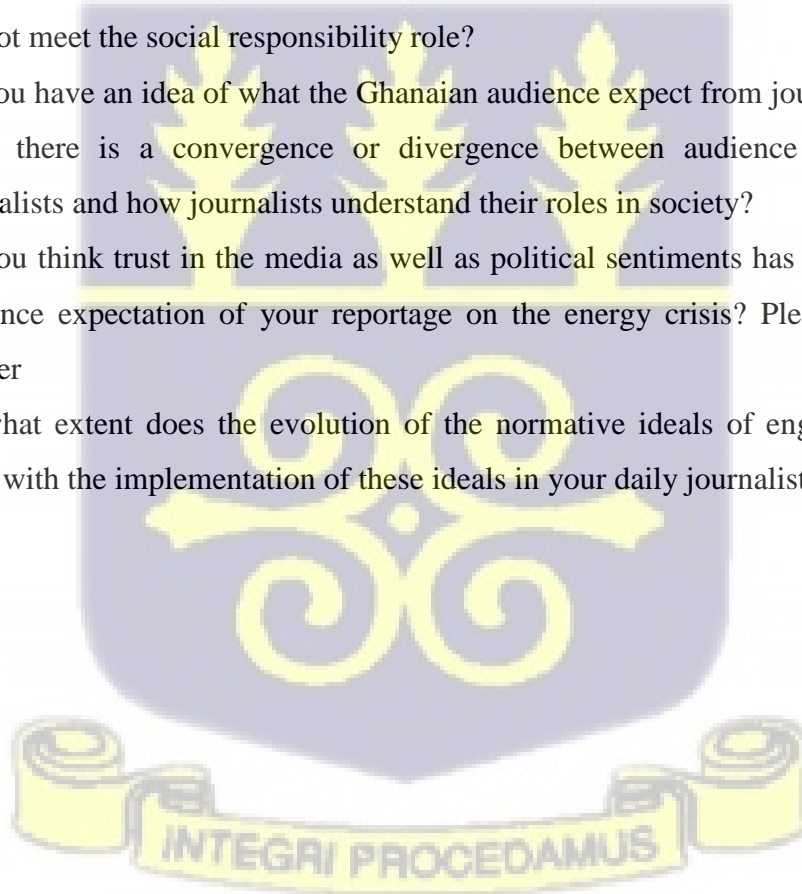 ot meet the social responsibility role?
ou have an idea of what the Ghanaian audience expect from jou
there is a convergence or divergence between audience
alists and how journalists understand their roles in society?
ou think trust in the media as well as political sentiments has
nce expectation of your reportage on the energy crisis? Ple
er
hat extent does the evolution of the normative ideals of eng
with the implementation of these ideals in your daily journalist
INTEGRI PROCEDAMUS